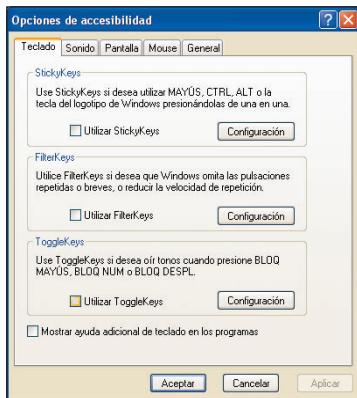 Opciones de accesibilidad
Teclado Sonido Pantalla Mouse General
StickyKeys
Use StickyKeys si desea utilizar MAYÚS, CTRL, ALT o la
tecla del logotipo de Windows presionándolas de una en una.
Utilizar StickyKeys Configuración
FilterKeys
Utilice FilterKeys si desea que Windows omita las pulsaciones
repetidas o breves, o reducir la velocidad de repetición.
Utilizar FilterKeys Configuración
ToggleKeys
Use ToggleKeys si desea oír tonos cuando presione BLOQ
MAYÚS, BLOQ NUM o BLOQ DESPL.
Utilizar ToggleKeys Configuración
Mostrar ayuda adicional de teclado en los programas
Aceptar Cancelar Aplicar